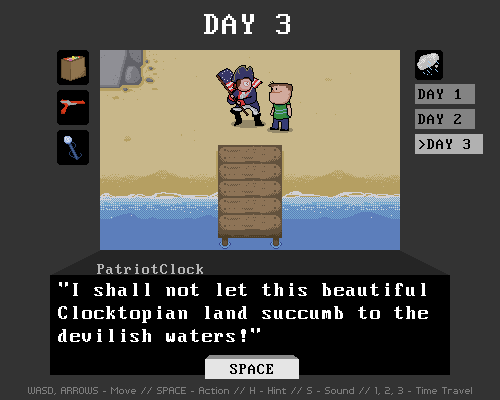 DAY 3
DAY 1
DAY 2
>DAY 3
PatriotClock
"I shall not let this beautiful
Clocktopian land succumb to the
devilish waters!"
SPACE
WASD, ARROWS - Move // SPACE - Action // H - Hint // S - Sound // 1, 2, 3 - Time Travel